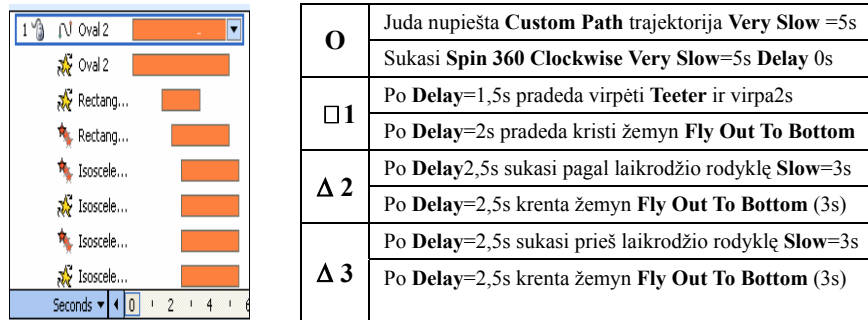 1 Oval 2
Oval 2
Rectang...
Rectang...
Isoscele...
Isoscele...
Isoscele...
Isoscele...
Seconds 0 2 4 6
O
Juda nupiešta Custom Path trajektorija Very Slow =5s
Sukasi Spin 360 Clockwise Very Slow=5s Delay 0s
□1
Po Delay=1,5s pradeda virpėti Teeter ir virpa2s
Po Delay=2s pradeda kristi žemyn Fly Out To Bottom
Δ 2
Po Delay2,5s sukasi pagal laikrodžio rodyklę Slow=3s
Po Delay=2,5s krenta žemyn Fly Out To Bottom (3s)
Δ 3
Po Delay=2,5s sukasi prieš laikrodžio rodyklę Slow=3s
Po Delay=2,5s krenta žemyn Fly Out To Bottom (3s)